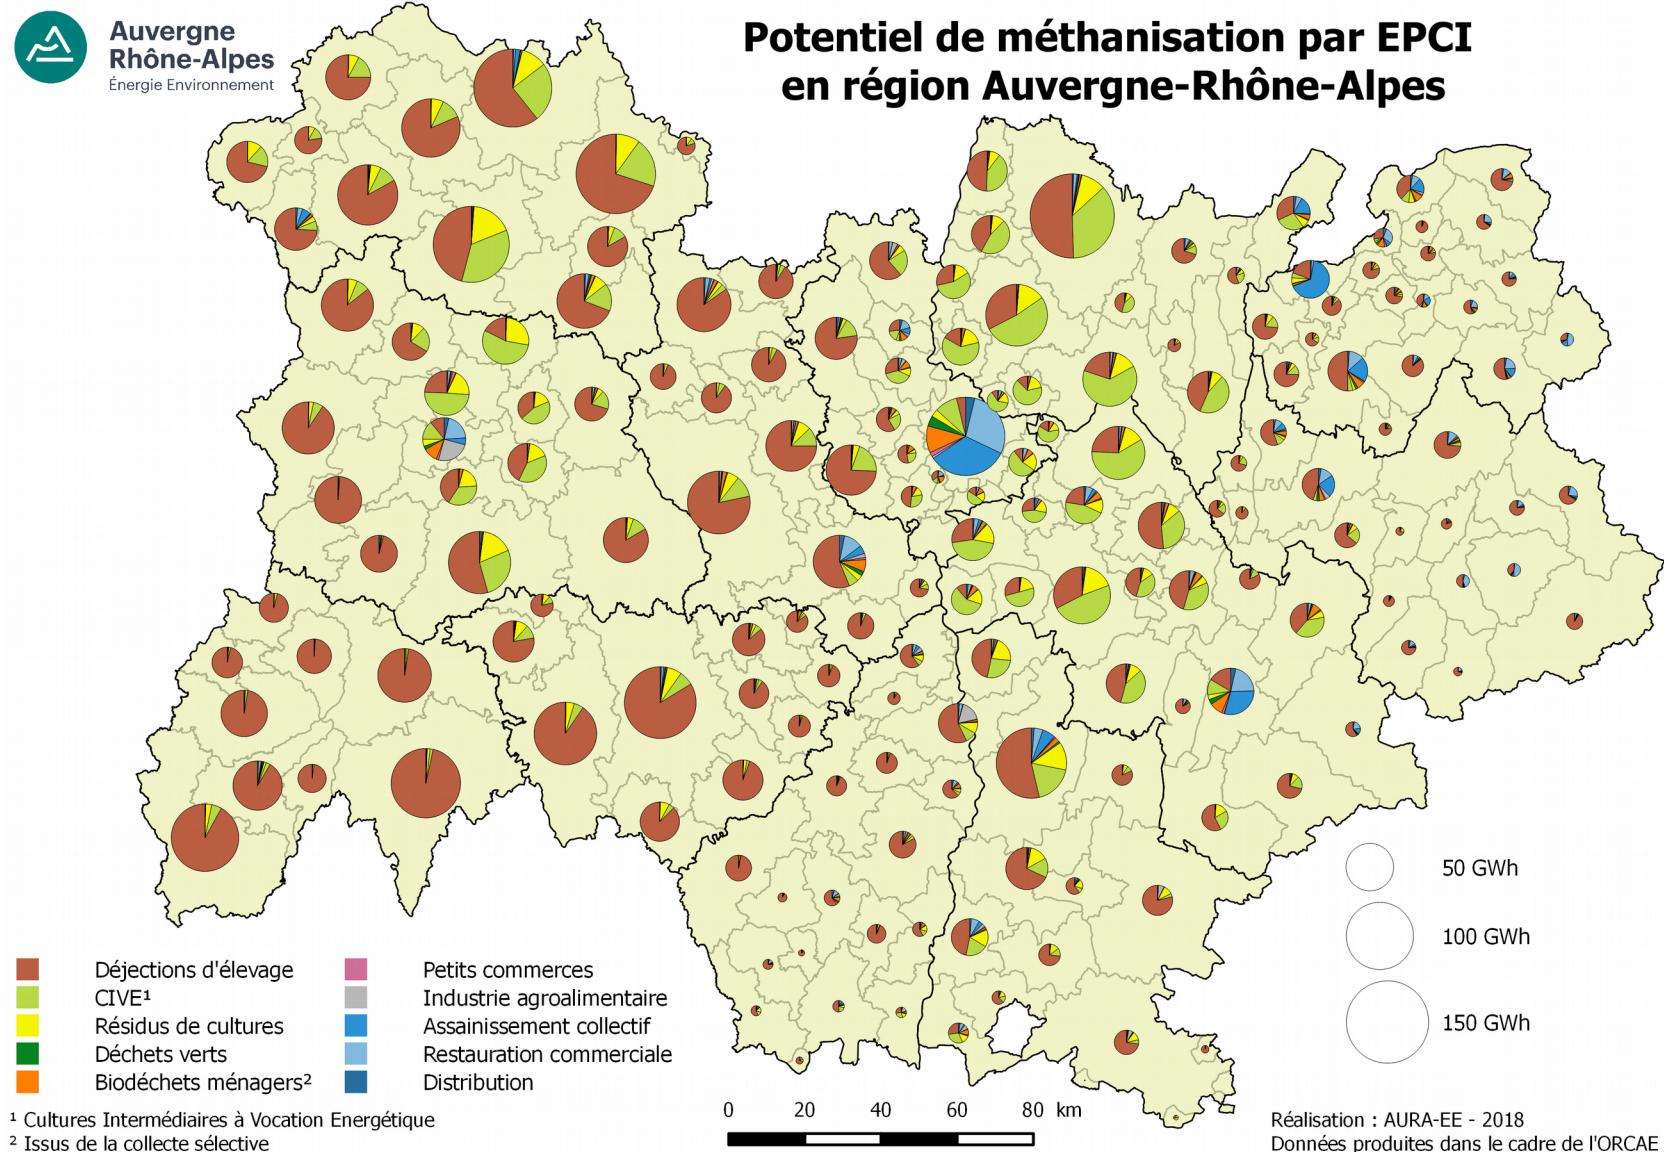 Auvergne
Rhône-Alpes
Énergie Environnement
Potentiel de méthanisation par EPCI
en région Auvergne-Rhône-Alpes
50 GWh
100 GWh
150 GWh
Déjections d'élevage
CIVE¹
Résidus de cultures
Déchets verts
Biodéchets ménagers²
Petits commerces
Industrie agroalimentaire
Assainissement collectif
Restauration commerciale
Distribution
¹ Cultures Intermédiaires à Vocation Energétique
² Issus de la collecte sélective
0 20 40 60 80 km
Réalisation : AURA-EE - 2018
Données produites dans le cadre de l'ORCAE